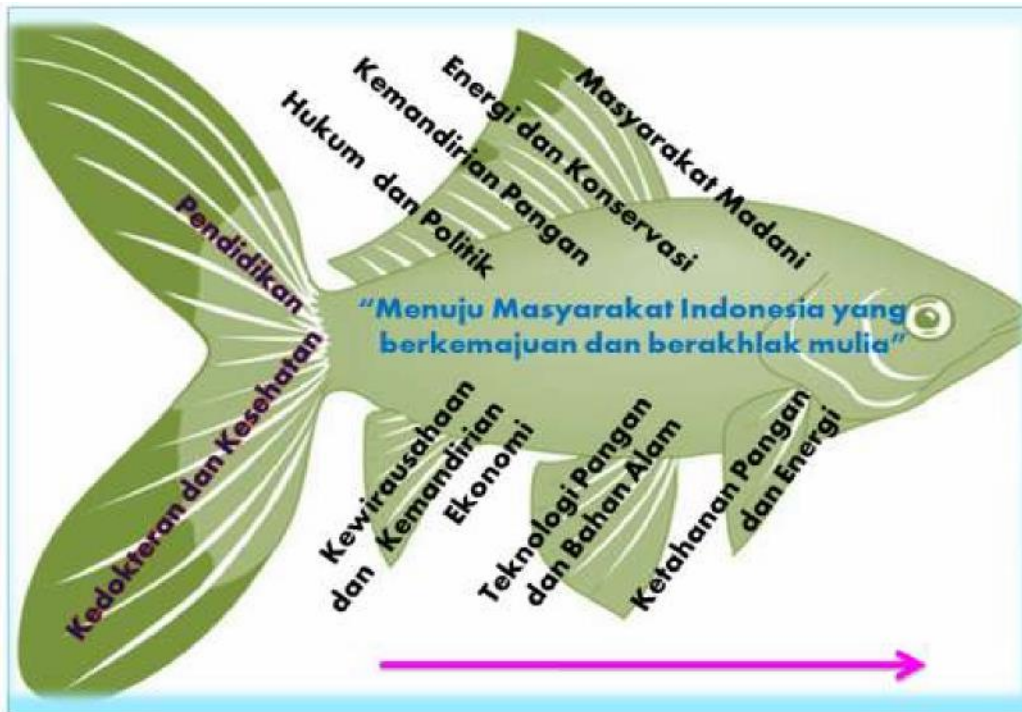 Pendidikan
Kedokteran dan Kesehatan
Hukum dan Politik
Kemandirian Pangan
Energi dan Konservasi
Masyarakat Madani
“Menuju Masyarakat Indonesia yang
berkemajuan dan berakhlak mulia”
Kewirausahaan
dan Kemandirian
Ekonomi
Teknologi Pangan
dan Bahan Alam
Ketahanan Pangan
dan Energi